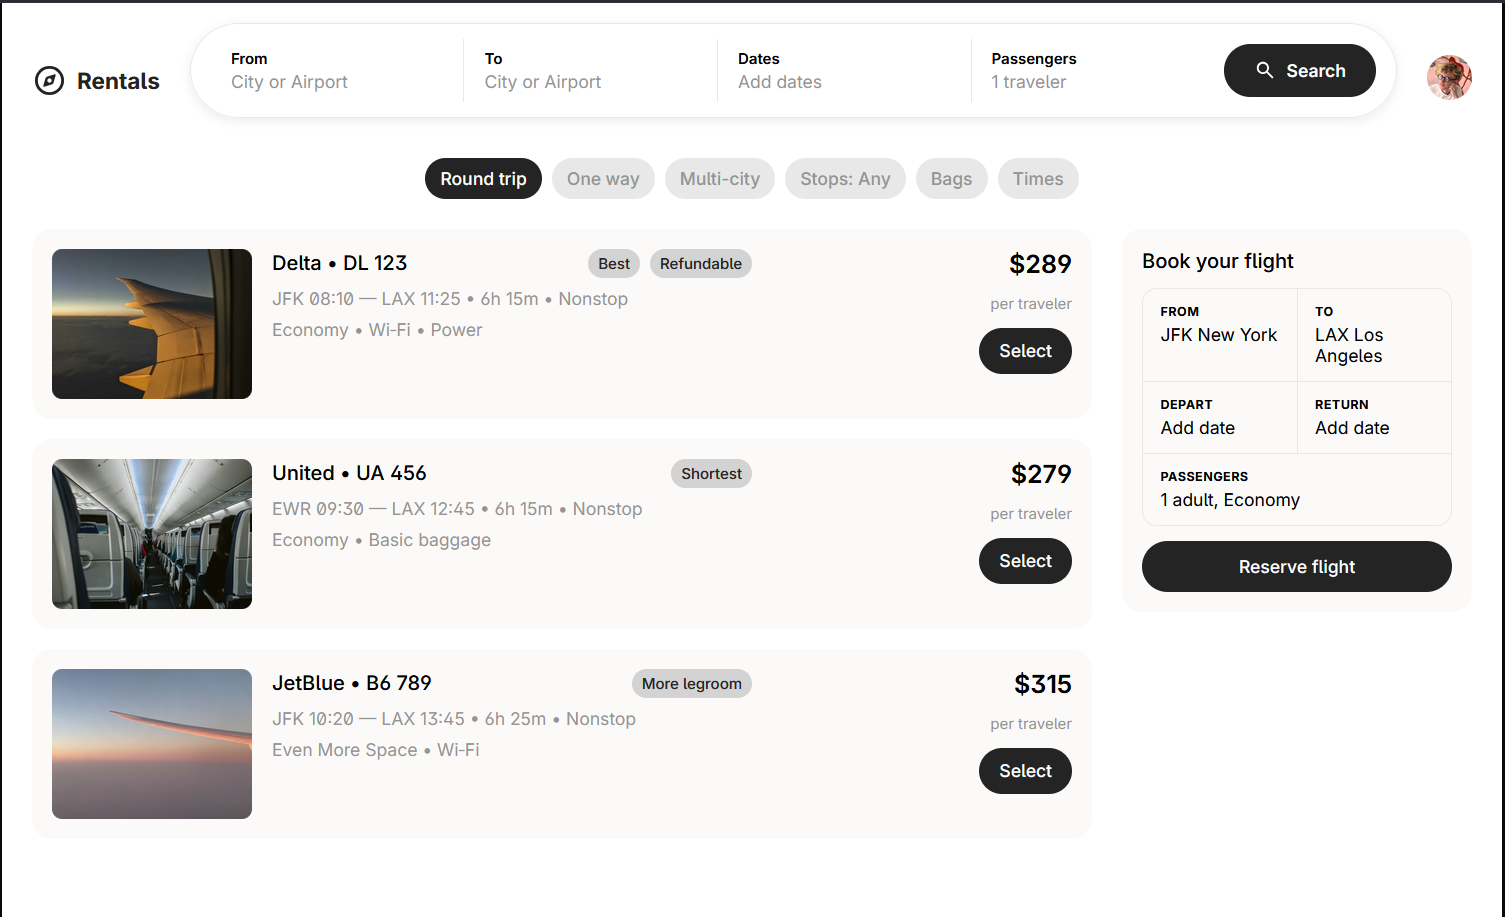 Rentals
From
City or Airport
To
City or Airport
Dates
Add dates
Passengers
1 traveler
Search
Round trip
One way
Multi-city
Stops: Any
Bags
Times
Delta • DL 123
Best
Refundable
JFK 08:10 — LAX 11:25 • 6h 15m • Nonstop
Economy • Wi-Fi • Power
$289
per traveler
Select
United • UA 456
Shortest
EWR 09:30 — LAX 12:45 • 6h 15m • Nonstop
Economy • Basic baggage
$279
per traveler
Select
JetBlue • B6 789
More legroom
JFK 10:20 — LAX 13:45 • 6h 25m • Nonstop
Even More Space • Wi-Fi
$315
per traveler
Select
Book your flight
FROM
JFK New York
TO
LAX Los
Angeles
DEPART
Add date
RETURN
Add date
PASSENGERS
1 adult, Economy
Reserve flight